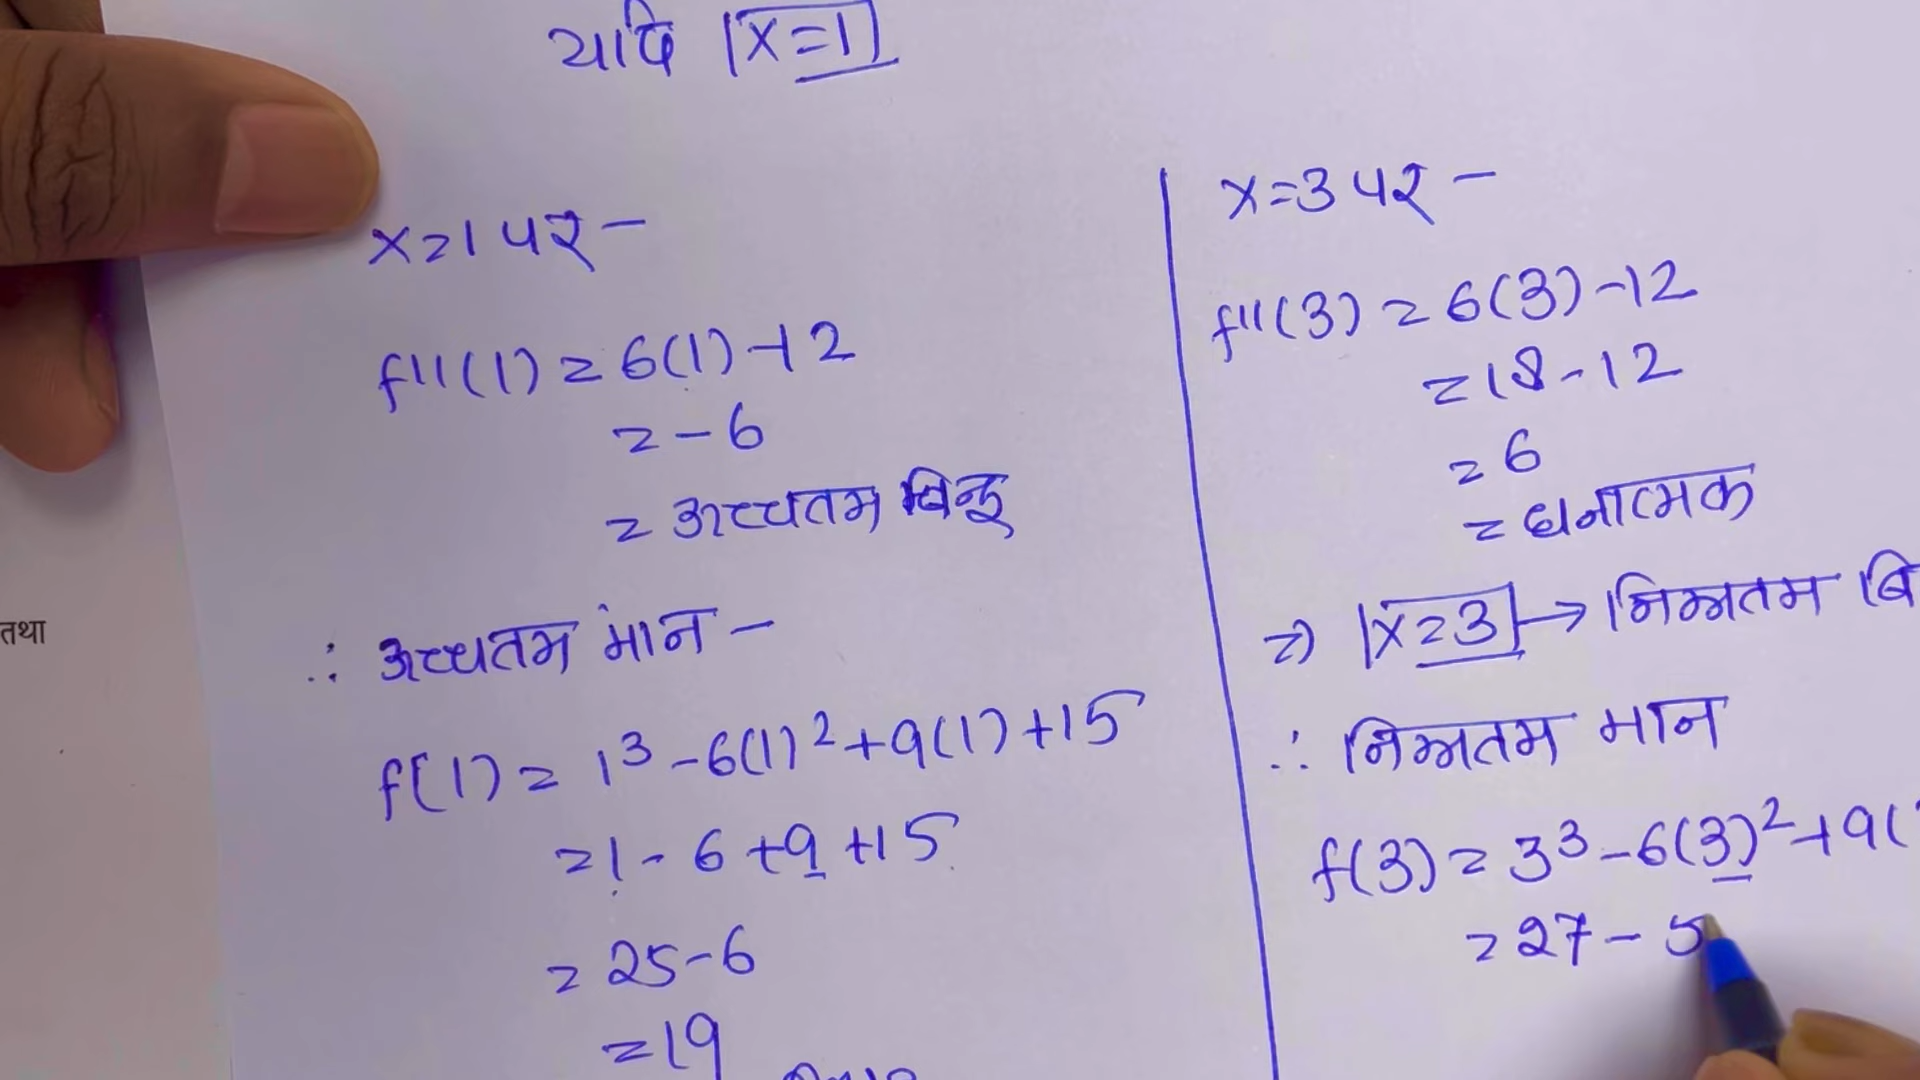 यदि x=1
x=1 पर -
f''(1) = 6(1)-12
= -6
= उच्चतम बिन्दु
∴ उच्चतम मान -
f(1) = 1³-6(1)²+9(1)+15
=1-6+9+15
= 25-6
=19
x=3 पर -
f''(3) = 6(3)-12
=18-12
= 6
= धनात्मक
⇒ x=3 → निम्नतम बि
∴ निम्नतम मान
f(3) = 3³-6(3)²+9(
= 27-5
तथा